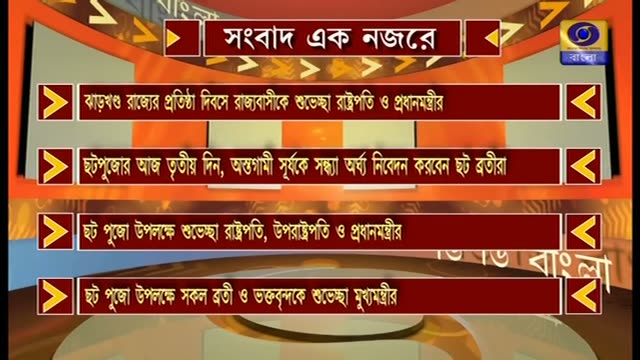 বাংলা
সংবাদ এক নজরে
বাংলা
ঝাড়খণ্ড রাজ্যের প্রতিষ্ঠা দিবসে রাজ্যবাসীকে শুভেচ্ছা রাষ্ট্রপতি ও প্রধানমন্ত্রীর
ছটপুজোর আজ তৃতীয় দিন, অস্তগামী সূর্যকে সন্ধ্যা অর্ঘ্য নিবেদন করবেন ছট ব্রতীরা
ছট পুজো উপলক্ষে শুভেচ্ছা রাষ্ট্রপতি, উপরাষ্ট্রপতি ও প্রধানমন্ত্রীর
বাংলা
ছট পুজো উপলক্ষে সকল ব্রতী ও ভক্তবৃন্দকে শুভেচ্ছা মুখ্যমন্ত্রীর